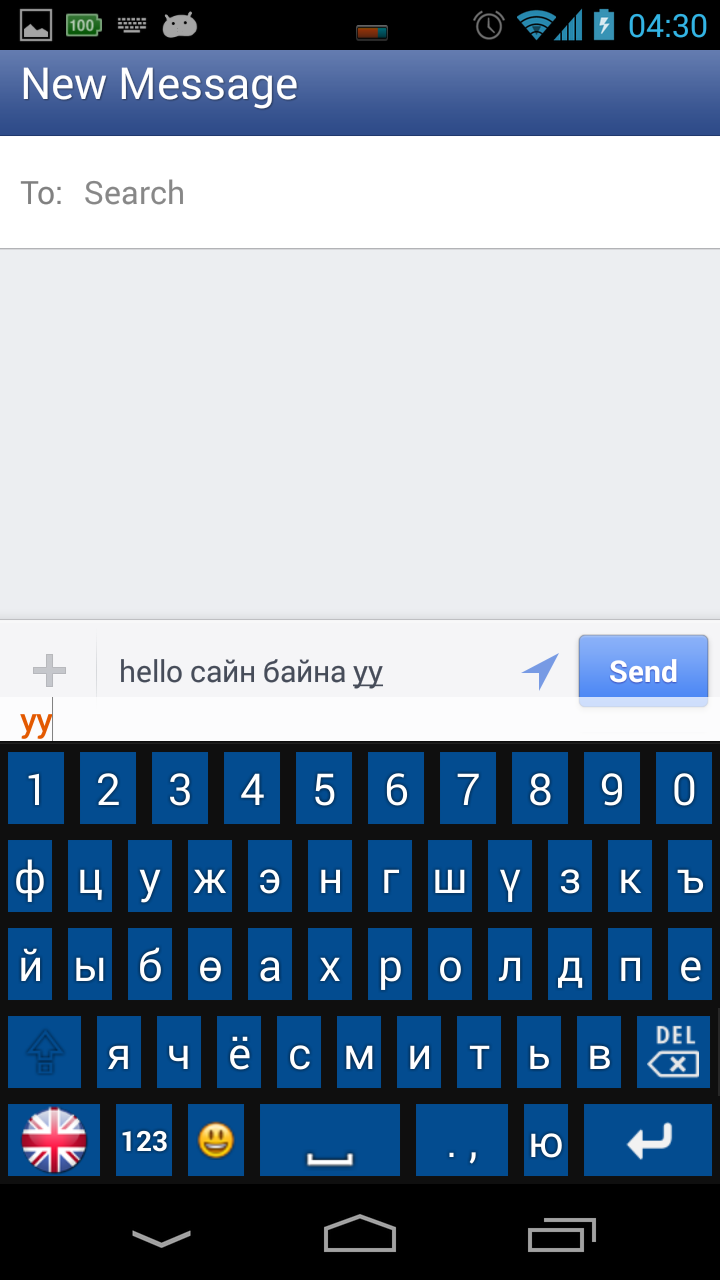 100 04:30
New Message
To: Search
hello сайн байна уу
Send
уу
1 2 3 4 5 6 7 8 9 0
ф ц у ж э н г ш ү з к ъ
й ы б ө а х р о л д п е
я ч ё с м и т ь в DEL
123 . , ю